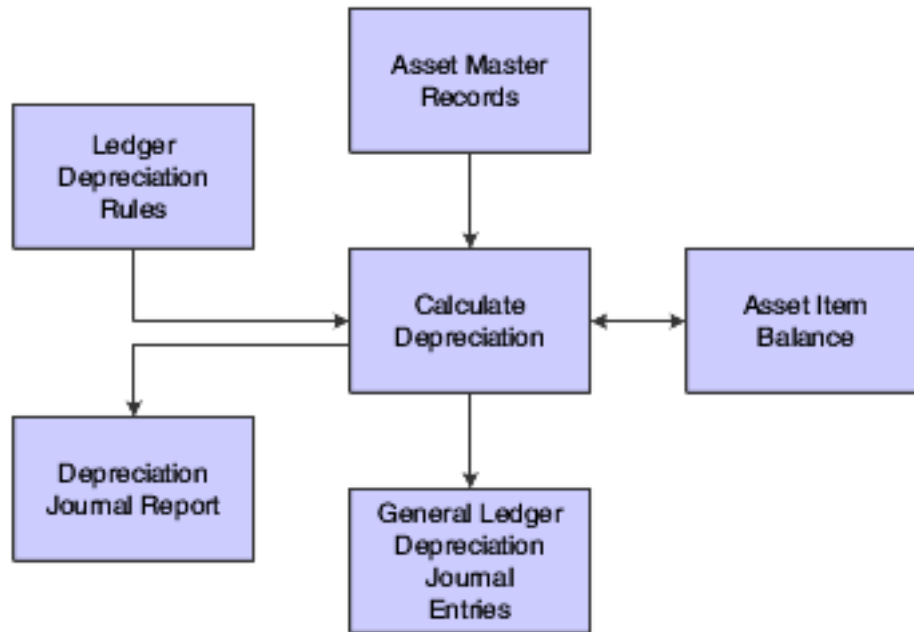 Asset Master
Records
Ledger
Depreciation
Rules
Calculate
Depreciation
Asset Item
Balance
Depreciation
Journal Report
General Ledger
Depreciation
Journal
Entries